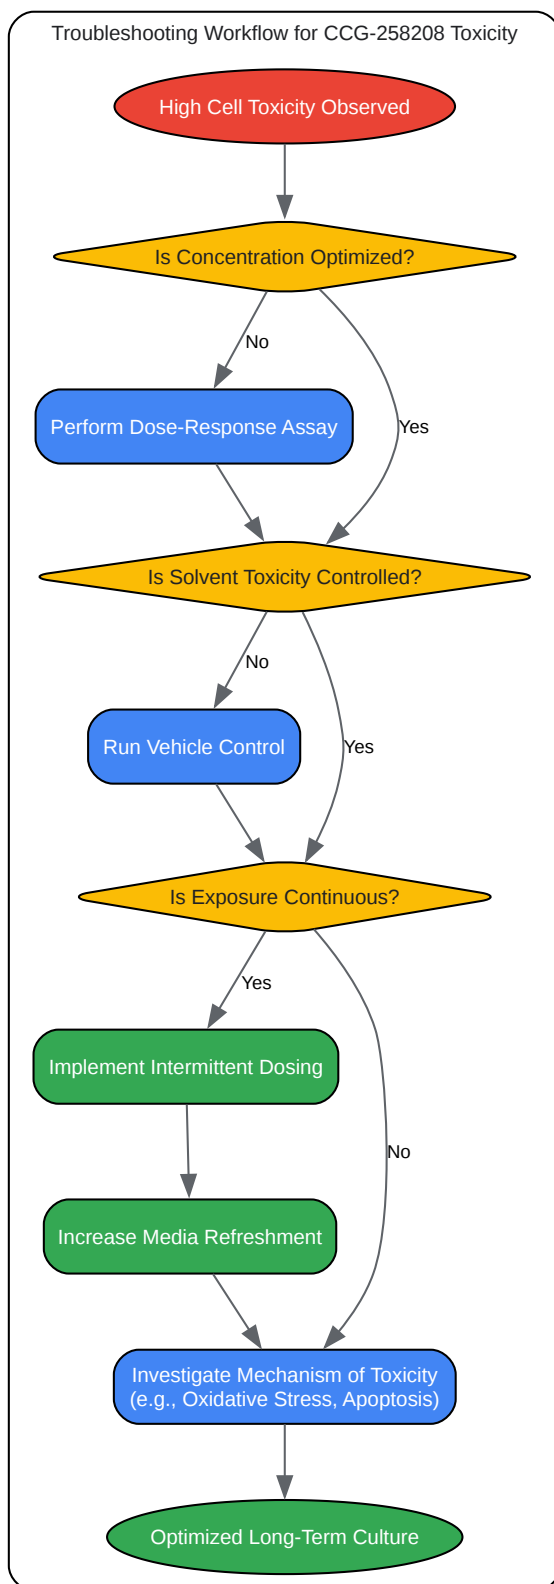 Troubleshooting Workflow for CCG-258208 Toxicity
High Cell Toxicity Observed
Is Concentration Optimized?
No
Perform Dose-Response Assay
Yes
Is Solvent Toxicity Controlled?
No
Run Vehicle Control
Yes
Is Exposure Continuous?
Yes
Implement Intermittent Dosing
No
Increase Media Refreshment
Investigate Mechanism of Toxicity
(e.g., Oxidative Stress, Apoptosis)
Optimized Long-Term Culture